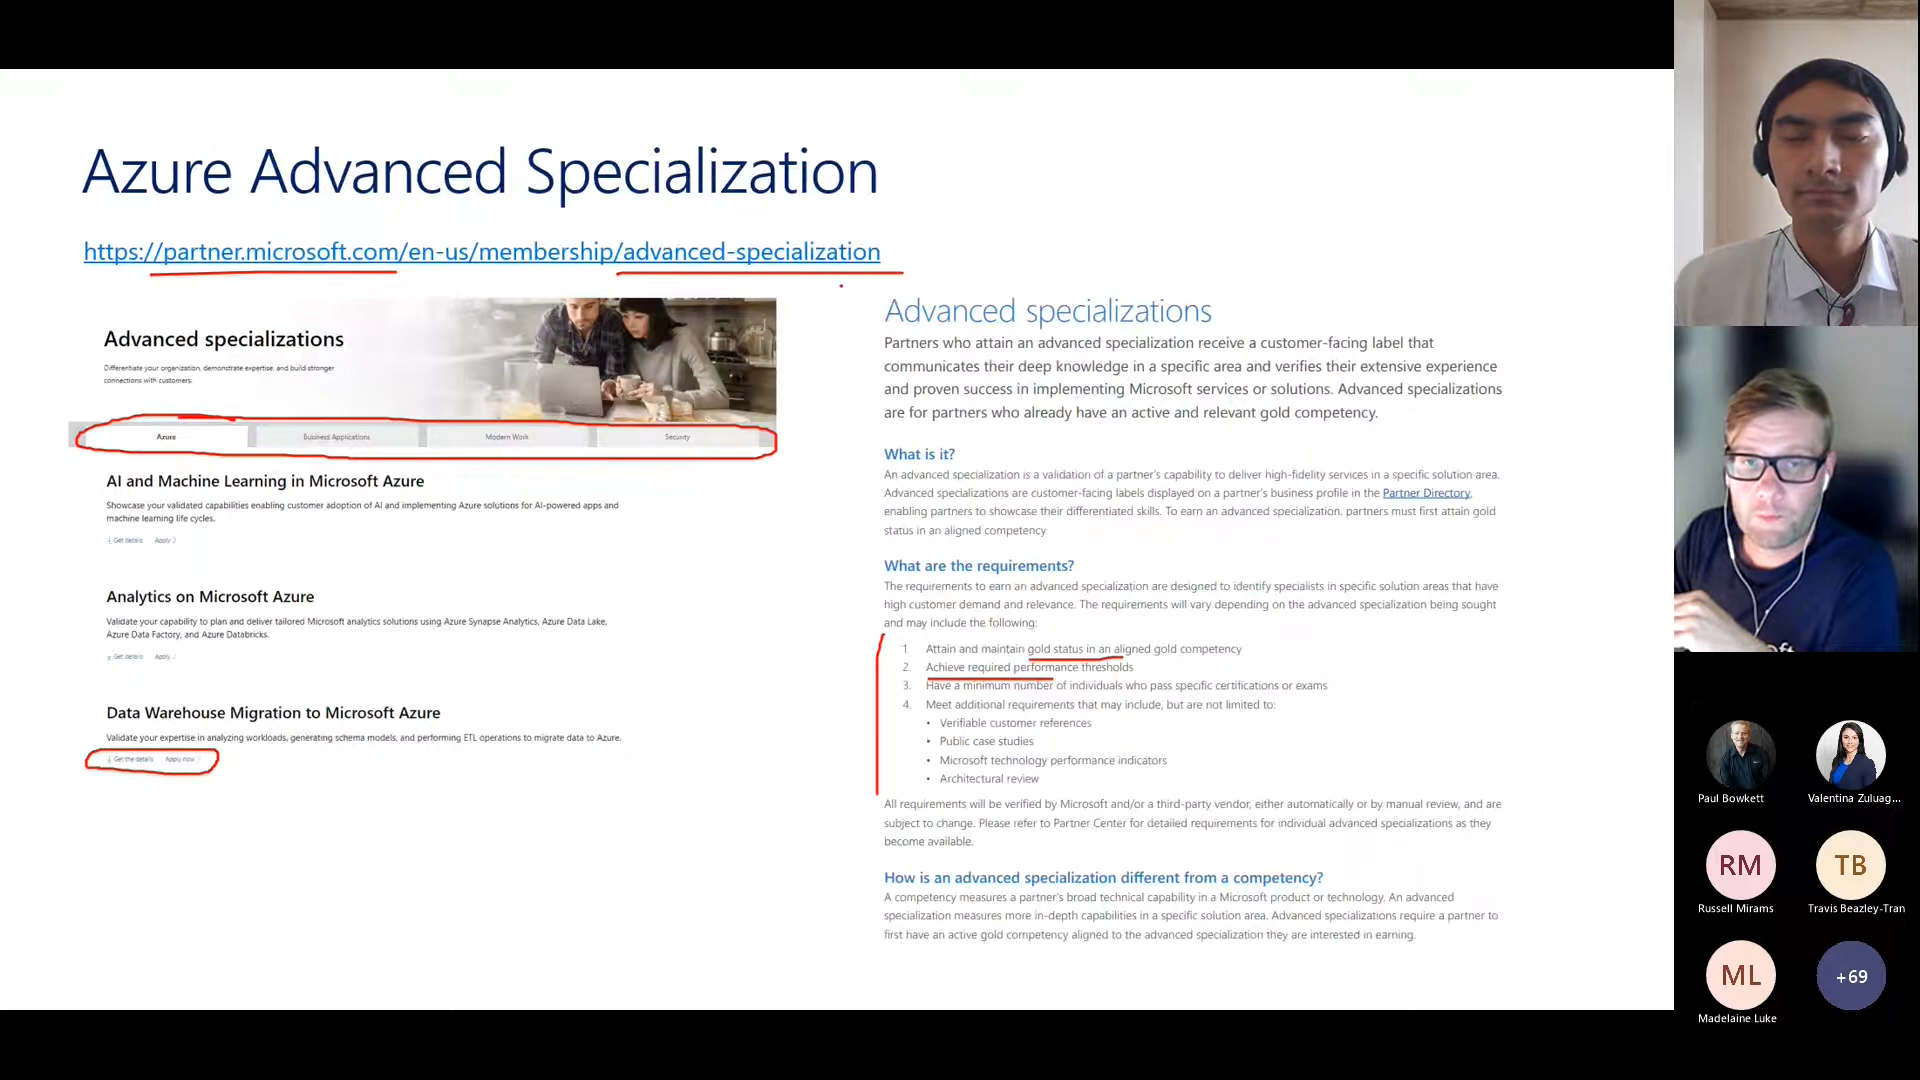 Azure Advanced Specialization
https://partner.microsoft.com/en-us/membership/advanced-specialization
Advanced specializations
Differentiate your organization, demonstrate expertise, and build stronger
connections with customers.
Azure
Business Applications
Modern Work
Security
AI and Machine Learning in Microsoft Azure
Showcase your validated capabilities enabling customer adoption of AI and implementing Azure solutions for AI-powered apps and
machine learning life cycles.
Get details Apply
Analytics on Microsoft Azure
Validate your capability to plan and deliver tailored Microsoft analytics solutions using Azure Synapse Analytics, Azure Data Lake,
Azure Data Factory, and Azure Databricks.
Get details Apply
Data Warehouse Migration to Microsoft Azure
Validate your expertise in analyzing workloads, generating schema models, and performing ETL operations to migrate data to Azure.
Get the details Apply now
Advanced specializations
Partners who attain an advanced specialization receive a customer-facing label that
communicates their deep knowledge in a specific area and verifies their extensive experience
and proven success in implementing Microsoft services or solutions. Advanced specializations
are for partners who already have an active and relevant gold competency.
What is it?
An advanced specialization is a validation of a partner's capability to deliver high-fidelity services in a specific solution area.
Advanced specializations are customer-facing labels displayed on a partner's business profile in the Partner Directory,
enabling partners to showcase their differentiated skills. To earn an advanced specialization, partners must first attain gold
status in an aligned competency
What are the requirements?
The requirements to earn an advanced specialization are designed to identify specialists in specific solution areas that have
high customer demand and relevance. The requirements will vary depending on the advanced specialization being sought
and may include the following:
1. Attain and maintain gold status in an aligned gold competency
2. Achieve required performance thresholds
3. Have a minimum number of individuals who pass specific certifications or exams
4. Meet additional requirements that may include, but are not limited to:
• Verifiable customer references
• Public case studies
• Microsoft technology performance indicators
• Architectural review
All requirements will be verified by Microsoft and/or a third-party vendor, either automatically or by manual review, and are
subject to change. Please refer to Partner Center for detailed requirements for individual advanced specializations as they
become available.
How is an advanced specialization different from a competency?
A competency measures a partner's broad technical capability in a Microsoft product or technology. An advanced
specialization measures more in-depth capabilities in a specific solution area. Advanced specializations require a partner to
first have an active gold competency aligned to the advanced specialization they are interested in earning.
Paul Bowkett
Valentina Zuluag...
RM
TB
Russell Mirams
Travis Beazley-Tran
ML
+69
Madelaine Luke